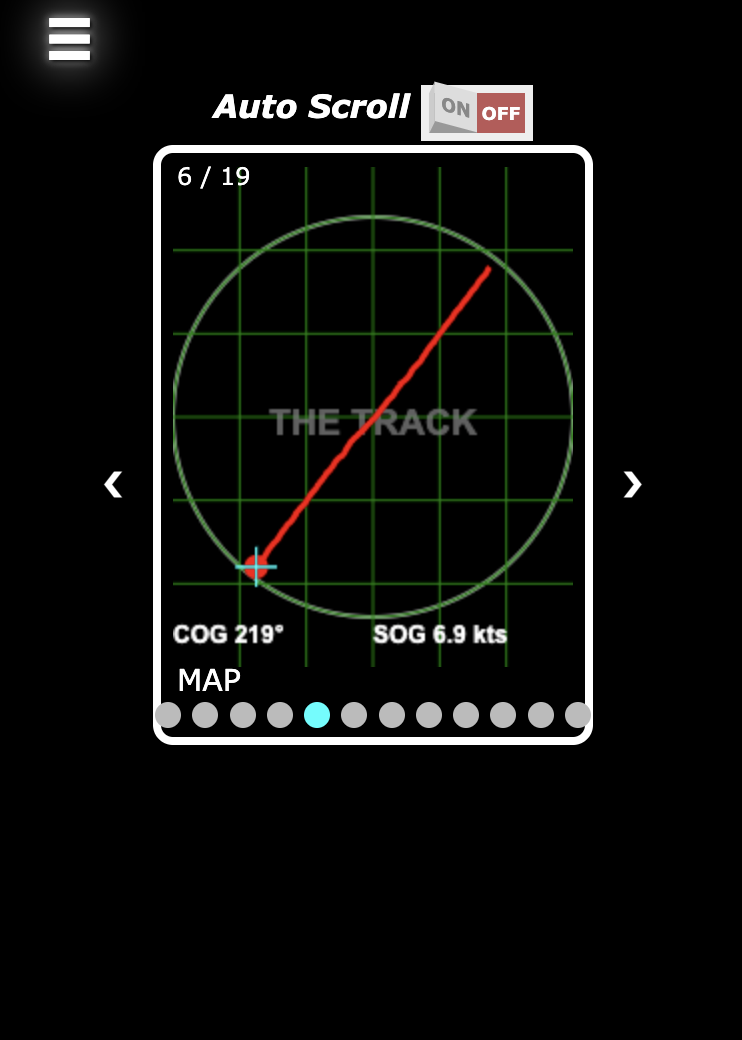 Auto Scroll ON OFF
6 / 19
THE TRACK
COG 219° SOG 6.9 kts
MAP